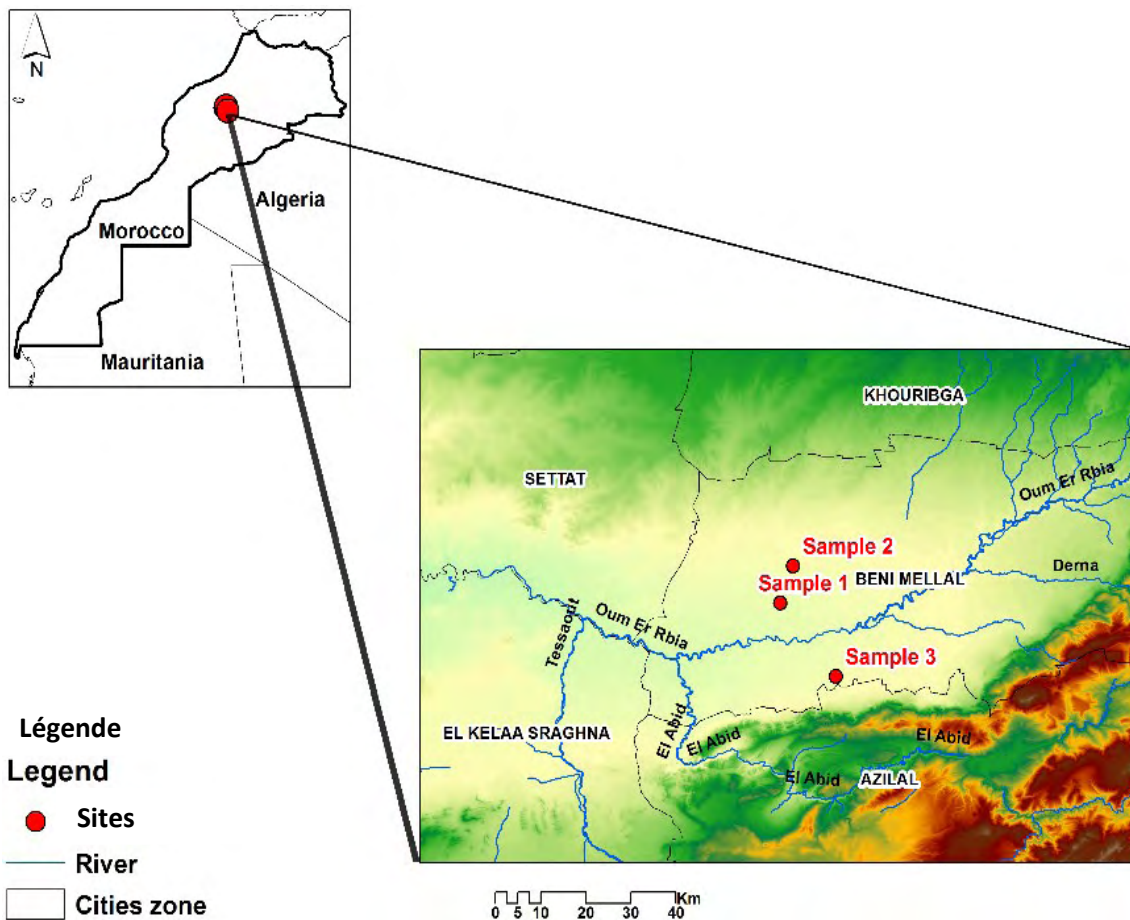 N
Algeria
Morocco
Mauritania
KHOURIBGA
SETTAT
Oum Er Rbia
Sample 2
BENI MELLAL
Derna
Sample 1
Tessaout
Oum Er Rbia
Sample 3
El Abid
El Abid
El Abid
EL KELAA SRAGHNA
El Abid
AZILAL
Légende
Legend
Sites
River
Cities zone
Km
0 5 10 20 30 40